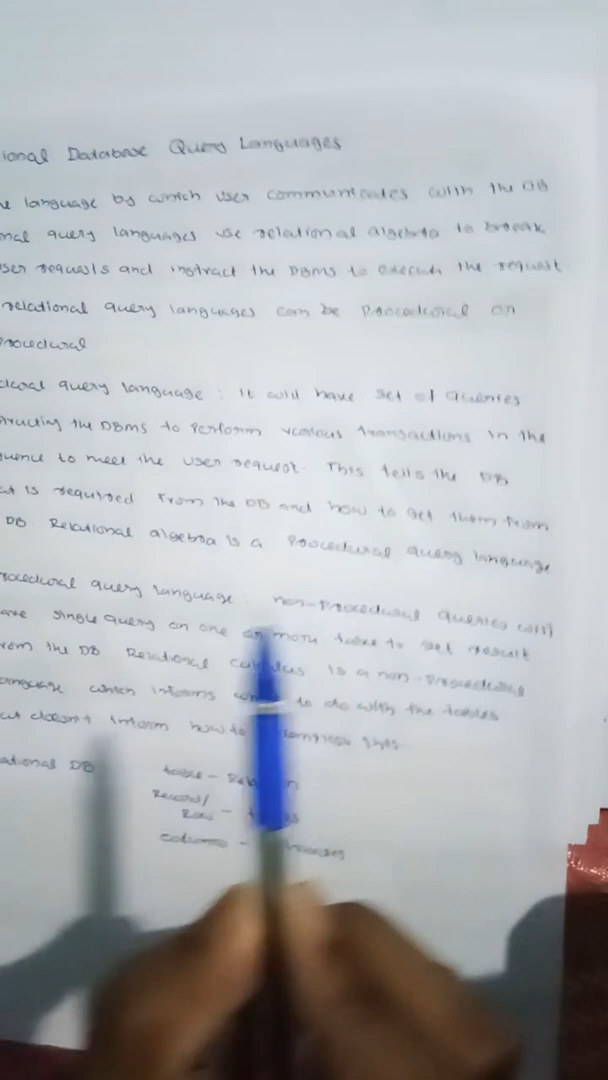 ional Database Query Languages
language by which user communicates with the DB
nal query languages use relational algebra to break
ser requests and instruct the DBMS to execute the request
relational query languages can be Procedural or
rocedural
dural query language : it will have set of queries
ructing the DBMS to Perform various transactions in the
uence to meet the user request. This tells the DB
at is required from the DB and how to get them from
DB Relational algebra is a Procedural query language
rocedural query language non-Procedural queries will
ave single query on one or more tables to get result
rom the DB Relational is a non-Procedural
anguage which informs to do with the tables
ut doesn't inform how to this
ational DB
table -
Record/
Row -
column -